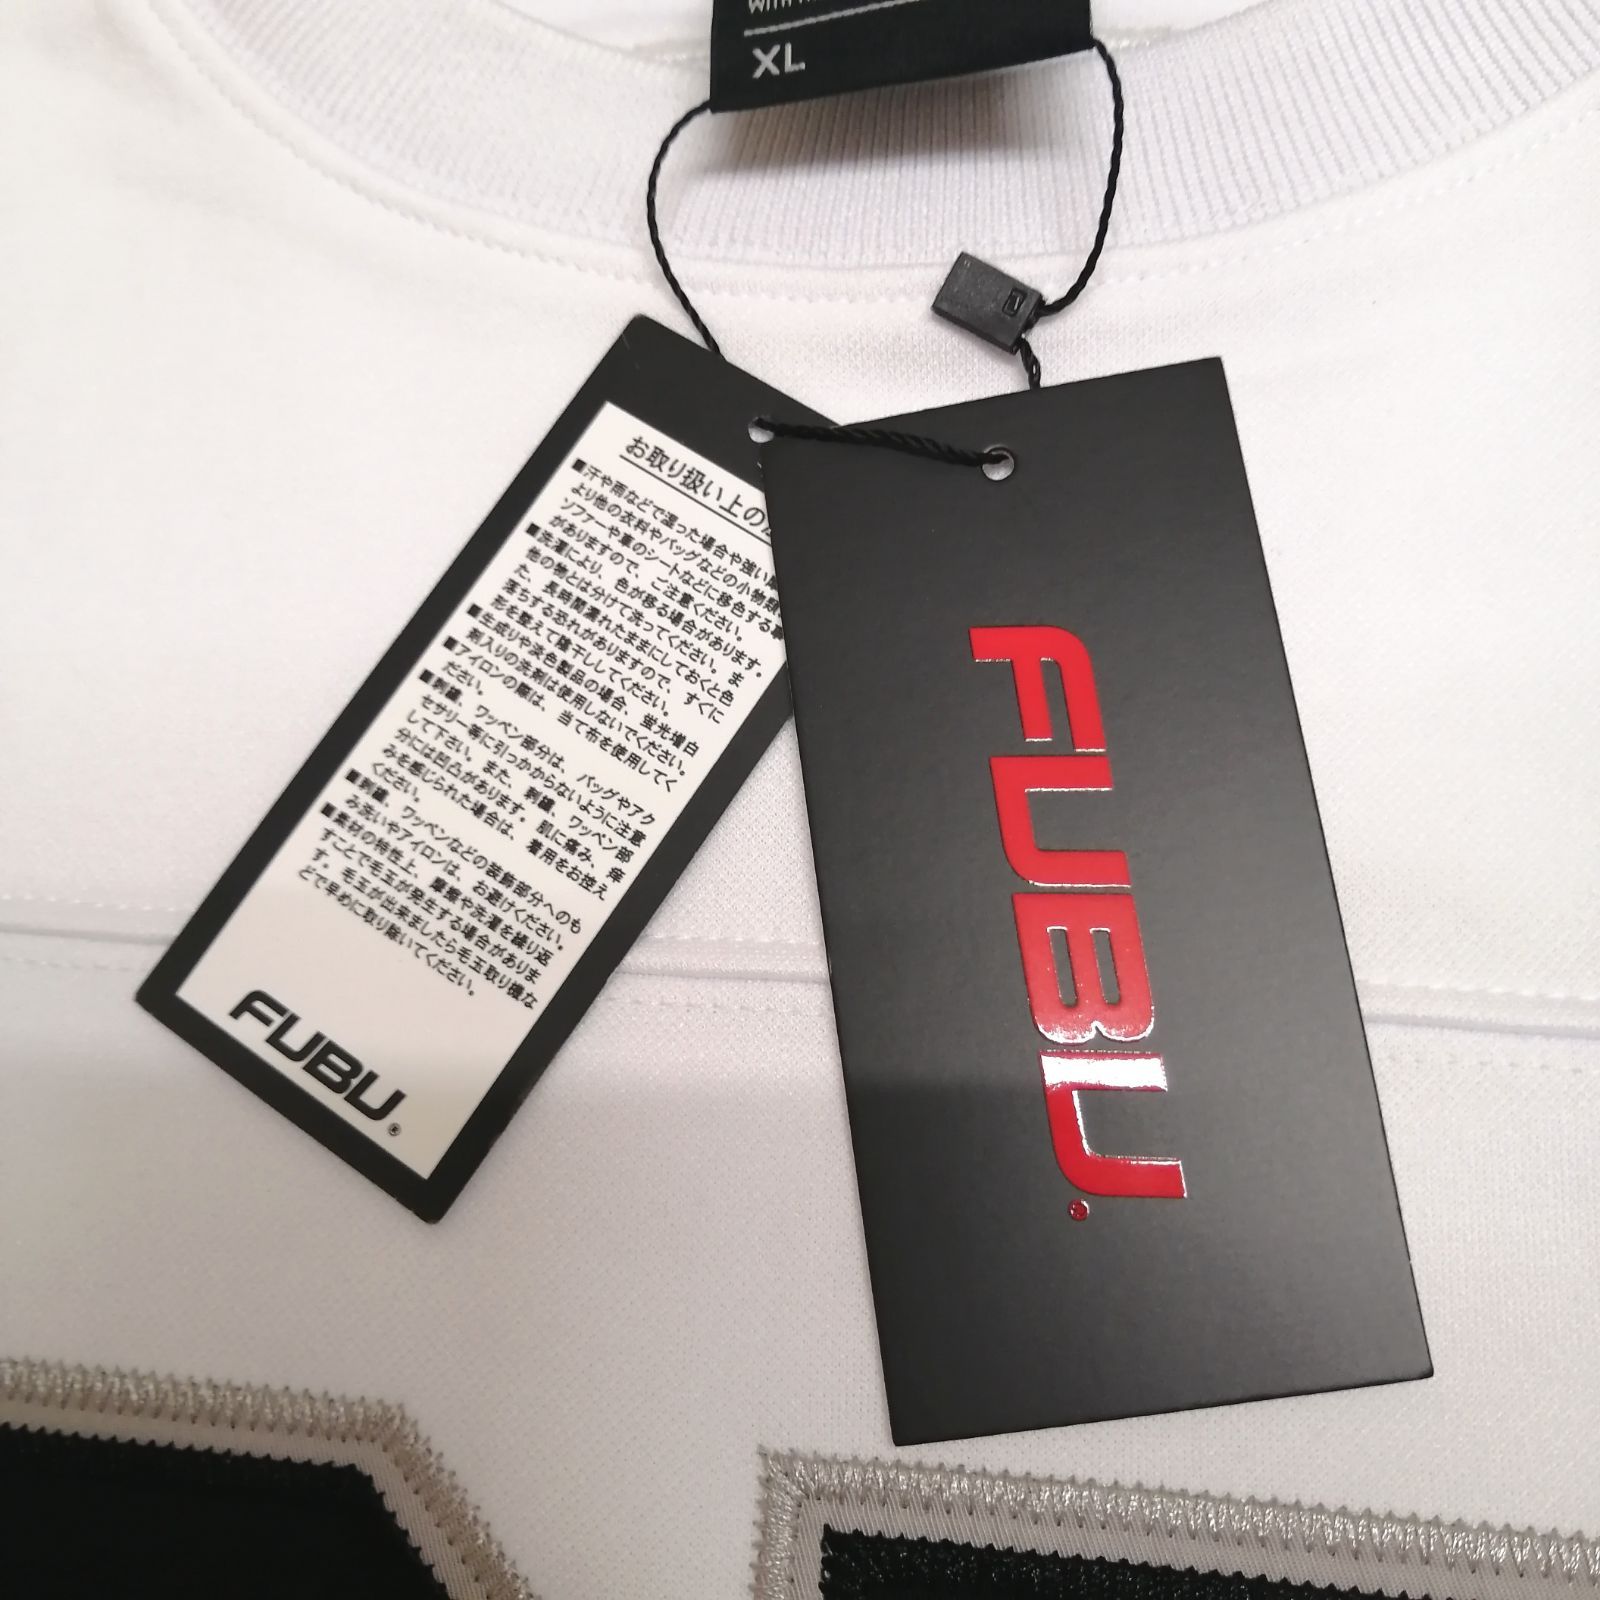 XL
お取り扱い上の
■汗や雨などで湿った場合や強い
より他の衣料やバッグなどの小物類
ソファーや車のシートなどに移色する事
がありますので、ご注意ください。
■洗濯により、色が移る場合があります。
他の物とは分けて洗ってください。ま
た、長時間濡れたままにしておくと色
落ちする恐れがありますので、すぐに
形を整えて陰干ししてください。
■生成りや淡色製品の場合、蛍光増白
剤入りの洗剤は使用しないでください。
■アイロンの際は、当て布を使用してく
ださい。
■刺繍、ワッペン部分は、バッグやアク
セサリー等に引っかからないように注意
して下さい。また、刺繍、ワッペン部
分には凹凸があります。肌に痛み、痒
みを感じられた場合は、着用をお控え
ください。
■刺繍、ワッペンなどの装飾部分へのも
み洗いやアイロンは、お避けください。
■素材の特性上、摩擦や洗濯を繰り返
すことで毛玉が発生する場合がありま
す。毛玉が出来ましたら毛玉取り機な
どで早めに取り除いてください。
FUBU®
FUBU®